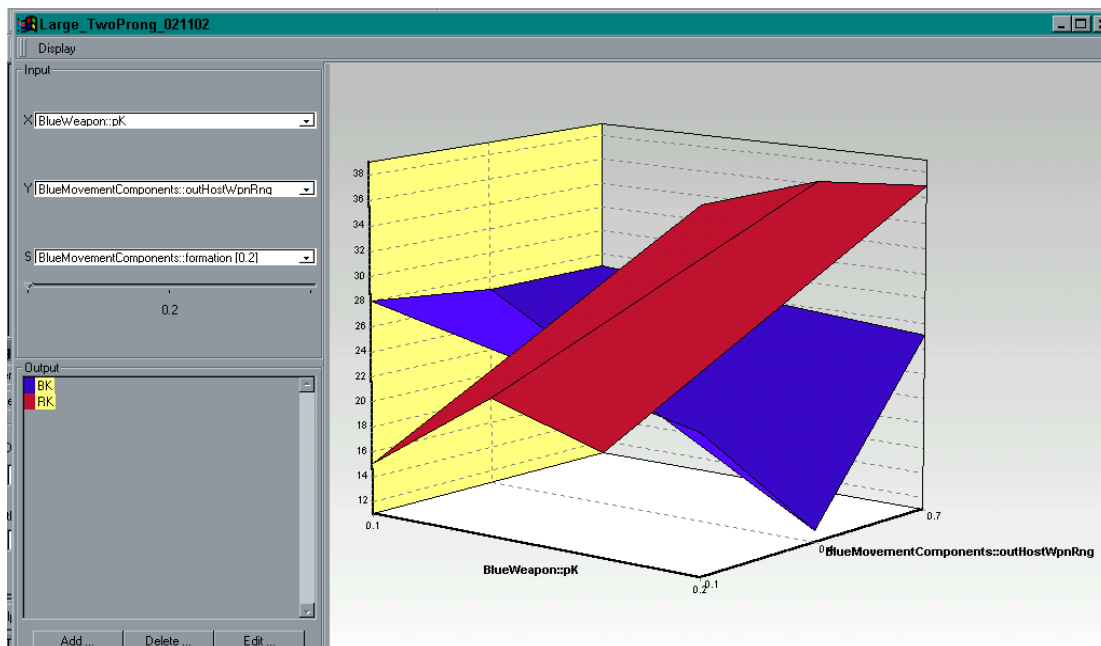 Large_TwoProng_021102
Display
Input
X BlueWeapon::pK
Y BlueMovementComponents::outHostWpnRng
S BlueMovementComponents::formation [0.2]
0.2
Output
BK
RK
Add ...
Delete ...
Edit ...
38
36
34
32
30
28
26
24
22
20
18
16
14
12
0.1
BlueWeapon::pK
0.2
0.1
BlueMovementComponents::outHostWpnRng
0.7